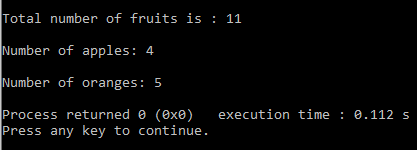 Total number of fruits is : 11
Number of apples: 4
Number of oranges: 5
Process returned 0 (0x0)   execution time : 0.112 s
Press any key to continue.